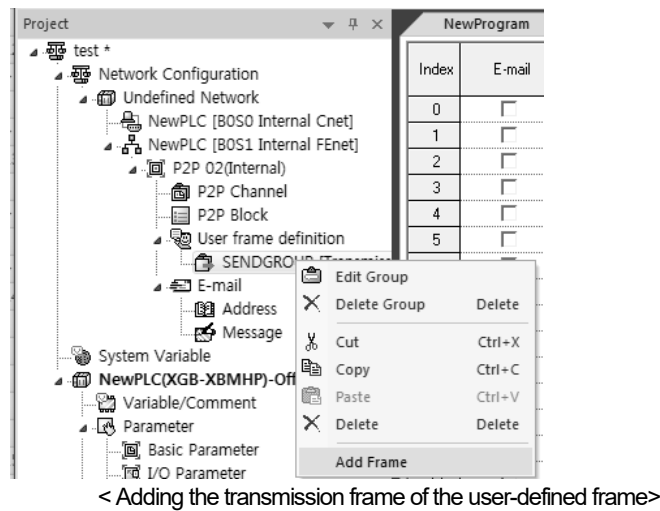 Project
NewProgram
test *
Network Configuration
Undefined Network
NewPLC [B0S0 Internal Cnet]
NewPLC [B0S1 Internal FEnet]
P2P 02(Internal)
P2P Channel
P2P Block
User frame definition
SENDGROUP [Transmiss
E-mail
Address
Message
System Variable
NewPLC(XGB-XBMHP)-Off
Variable/Comment
Parameter
Basic Parameter
I/O Parameter
Index E-mail
0
1
2
3
4
5
Edit Group
Delete Group Delete
Cut Ctrl+X
Copy Ctrl+C
Paste Ctrl+V
Delete Delete
Add Frame
< Adding the transmission frame of the user-defined frame>